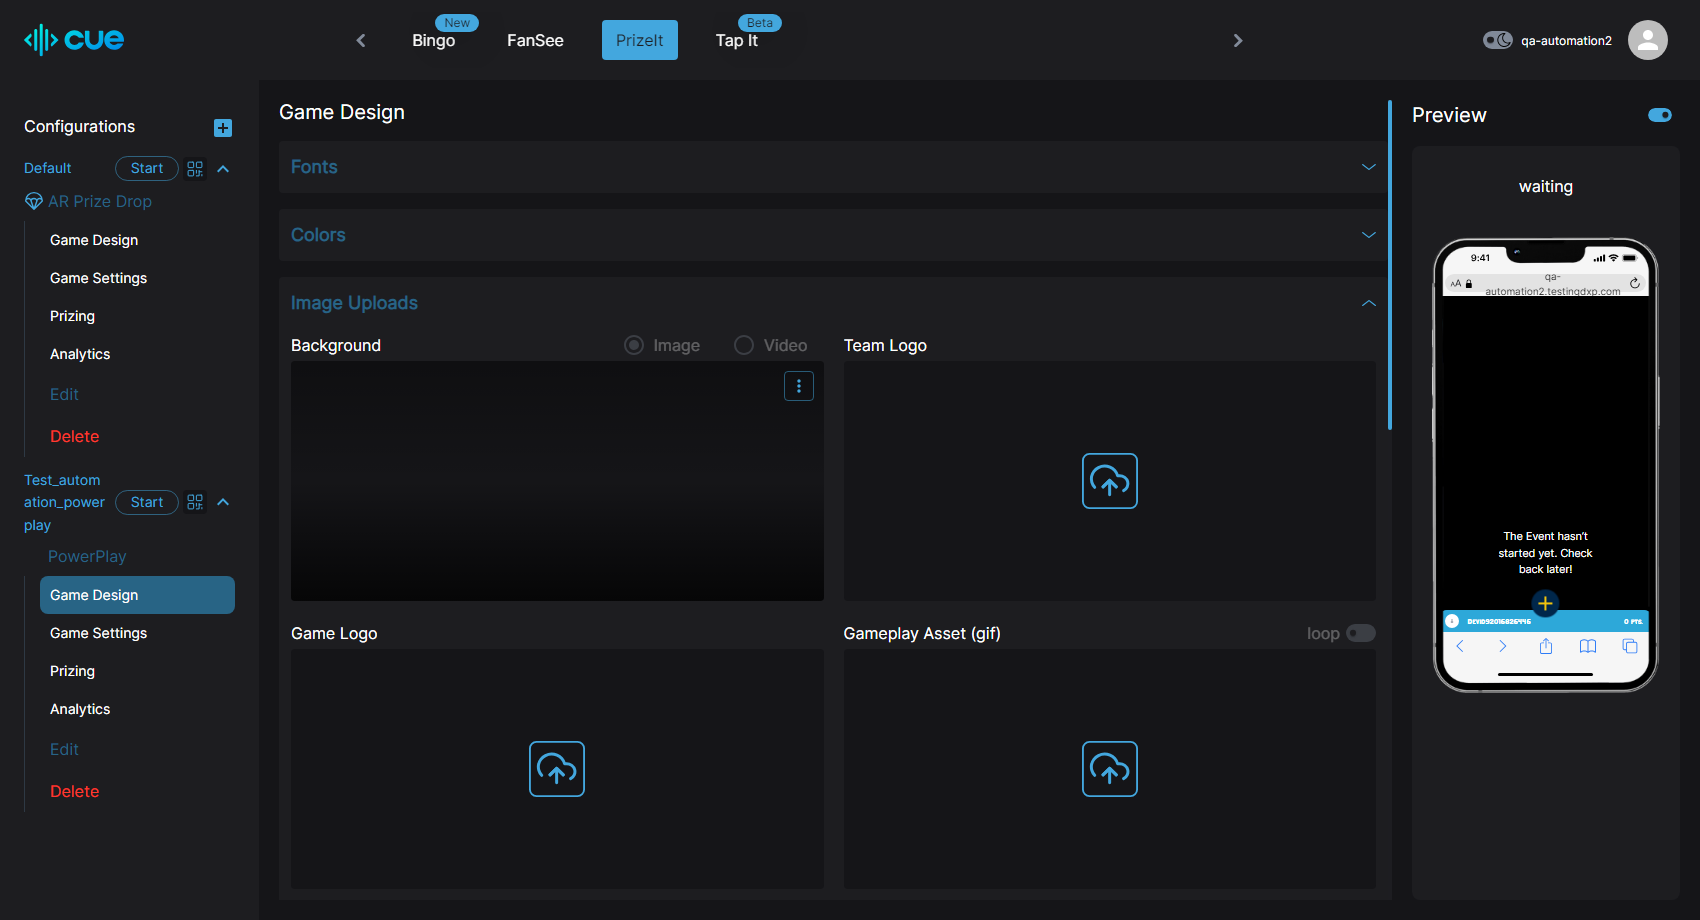 cue
New
Bingo
FanSee
PrizeIt
Beta
Tap It
qa-automation2
Configurations
Default
Start
AR Prize Drop
Game Design
Game Settings
Prizing
Analytics
Edit
Delete
Test_autom
ation_power
play
Start
PowerPlay
Game Design
Game Settings
Prizing
Analytics
Edit
Delete
Game Design
Fonts
Colors
Image Uploads
Background
Image
Video
Team Logo
Game Logo
Gameplay Asset (gif)
loop
Preview
waiting
9:41
AA
qa-
automation2.testingdxp.com
The Event hasn't
started yet. Check
back later!
0 PTS.